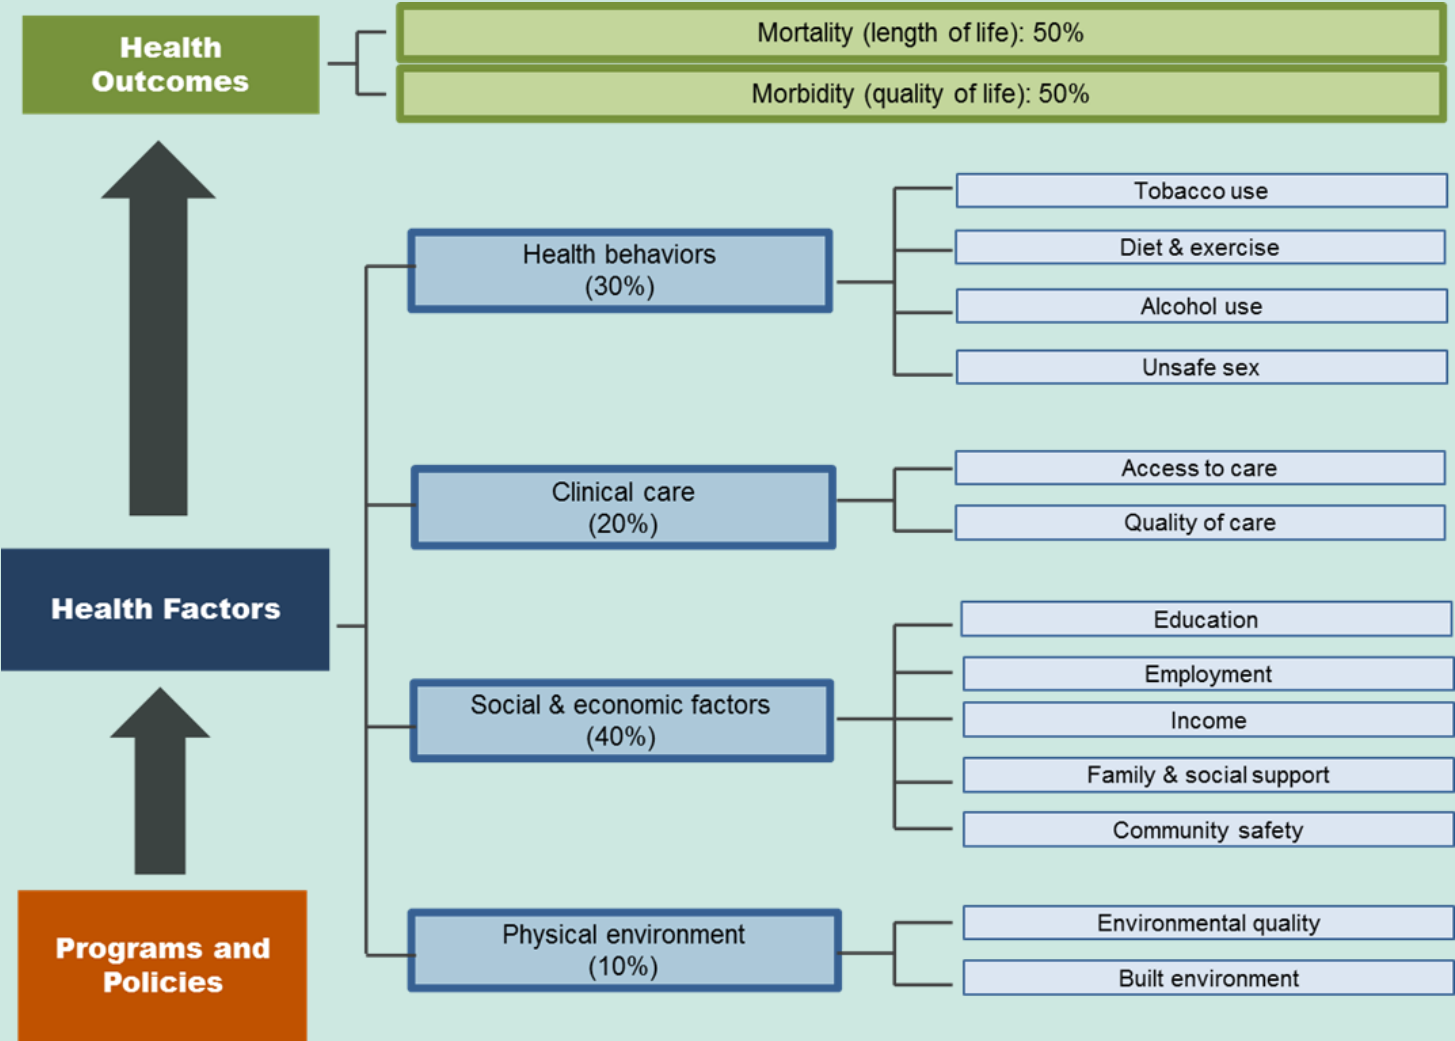 Health
Outcomes
Mortality (length of life): 50%
Morbidity (quality of life): 50%
Health behaviors
(30%)
Tobacco use
Diet & exercise
Alcohol use
Unsafe sex
Clinical care
(20%)
Access to care
Quality of care
Health Factors
Social & economic factors
(40%)
Education
Employment
Income
Family & social support
Community safety
Programs and
Policies
Physical environment
(10%)
Environmental quality
Built environment